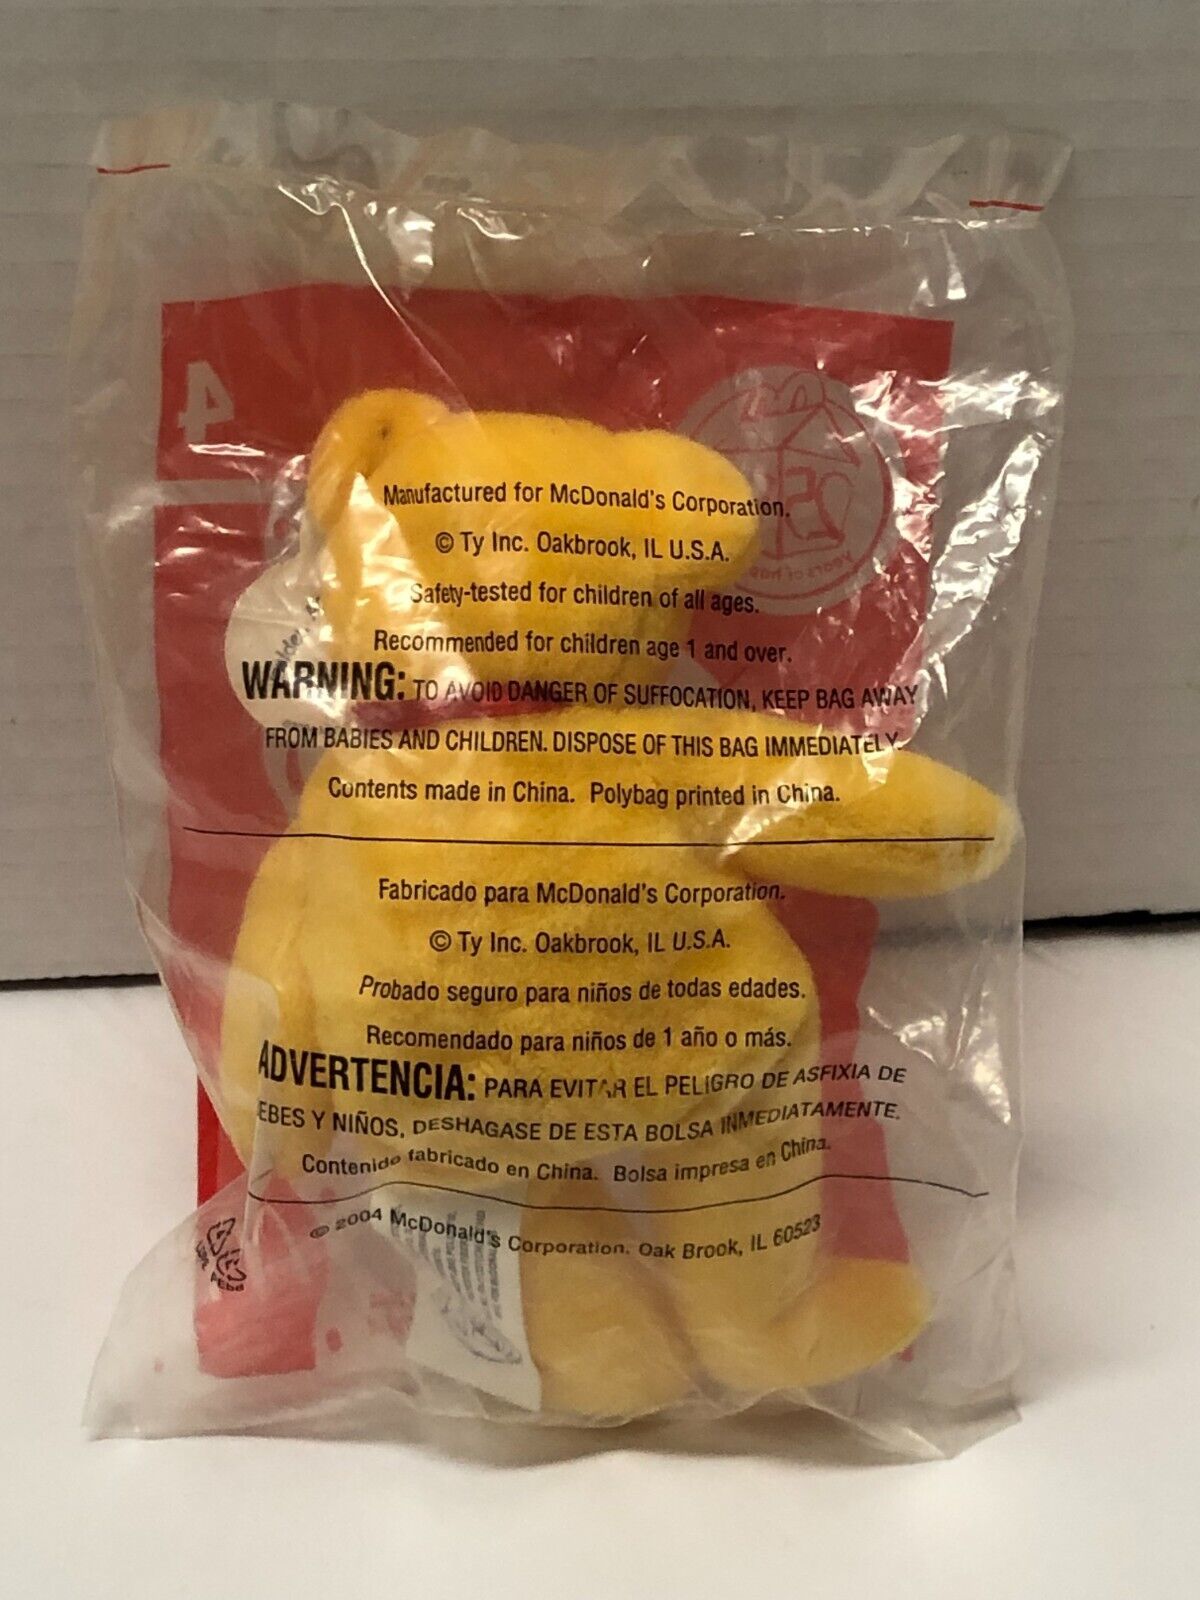 4
25
Manufactured for McDonald's Corporation.
© Ty Inc. Oakbrook, IL U.S.A.
Safety-tested for children of all ages.
Recommended for children age 1 and over.
WARNING: TO AVOID DANGER OF SUFFOCATION, KEEP BAG AWAY
FROM BABIES AND CHILDREN. DISPOSE OF THIS BAG IMMEDIATELY.
Contents made in China. Polybag printed in China.
Fabricado para McDonald's Corporation.
© Ty Inc. Oakbrook, IL U.S.A.
Probado seguro para niños de todas edades.
Recomendado para niños de 1 año o más.
ADVERTENCIA: PARA EVITAR EL PELIGRO DE ASFIXIA DE
EBES Y NIÑOS, DESHAGASE DE ESTA BOLSA INMEDIATAMENTE.
Contenido fabricado en China. Bolsa impresa en China.
© 2004 McDonald's Corporation. Oak Brook, IL 60523